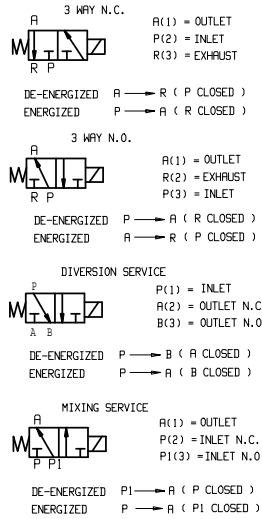 3 WAY N.C.
A
R P
A(1) = OUTLET
P(2) = INLET
R(3) = EXHAUST
DE-ENERGIZED A → R ( P CLOSED )
ENERGIZED P → A ( R CLOSED )
3 WAY N.O.
A
R P
A(1) = OUTLET
R(2) = EXHAUST
P(3) = INLET
DE-ENERGIZED P → A ( R CLOSED )
ENERGIZED A → R ( P CLOSED )
DIVERSION SERVICE
P
A B
P(1) = INLET
A(2) = OUTLET N.C
B(3) = OUTLET N.O
DE-ENERGIZED P → B ( A CLOSED )
ENERGIZED P → A ( B CLOSED )
MIXING SERVICE
A
P P1
A(1) = OUTLET
P(2) = INLET N.C.
P1(3) = INLET N.O
DE-ENERGIZED P1 → A ( P CLOSED )
ENERGIZED P → A ( P1 CLOSED )